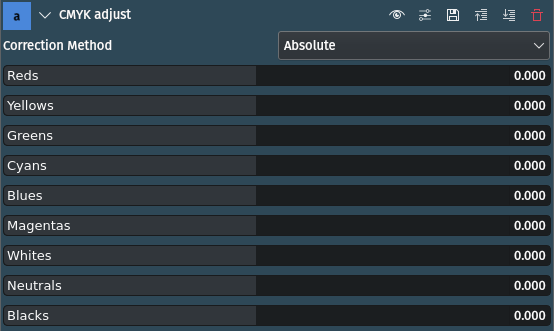 a CMYK adjust
Correction Method Absolute
Reds 0.000
Yellows 0.000
Greens 0.000
Cyans 0.000
Blues 0.000
Magentas 0.000
Whites 0.000
Neutrals 0.000
Blacks 0.000